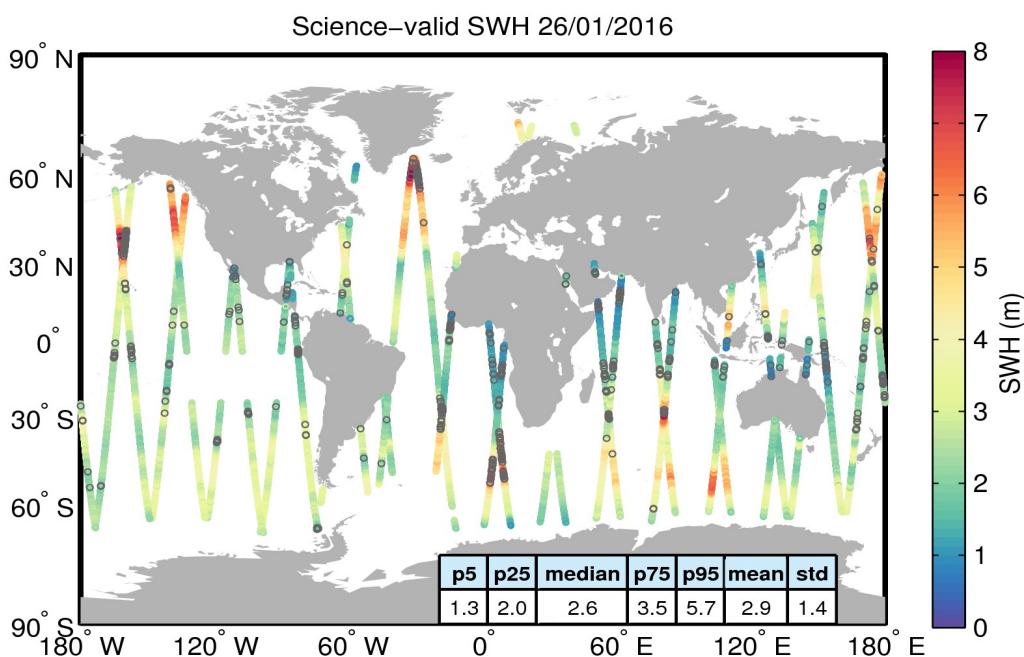 Science−valid SWH 26/01/2016
90° N
60° N
30° N
0°
30° S
60° S
90° S
180° W
120° W
60° W
0°
60° E
120° E
180° E
p5 p25 median p75 p95 mean std
1.3 2.0 2.6 3.5 5.7 2.9 1.4
8
7
6
5
4
3
2
1
0
SWH (m)